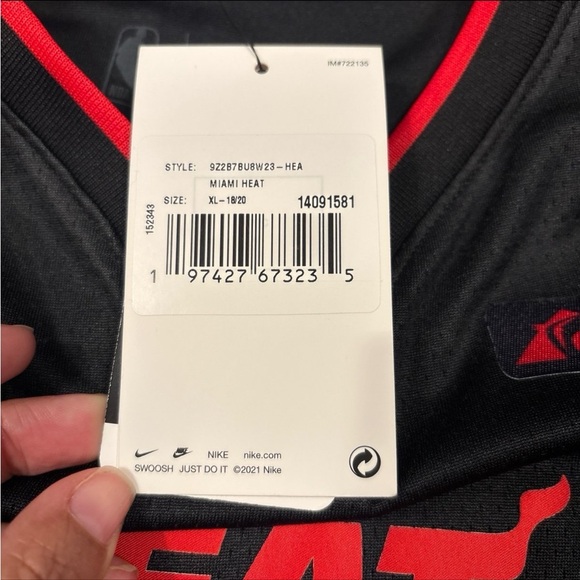 IM#722135
STYLE: 9Z2B7BU8W23-HEA
MIAMI HEAT
SIZE: XL-18/20 14091581
152343
1 97427 67323 5
NIKE nike.com
SWOOSH JUST DO IT ©2021 Nike
EAT